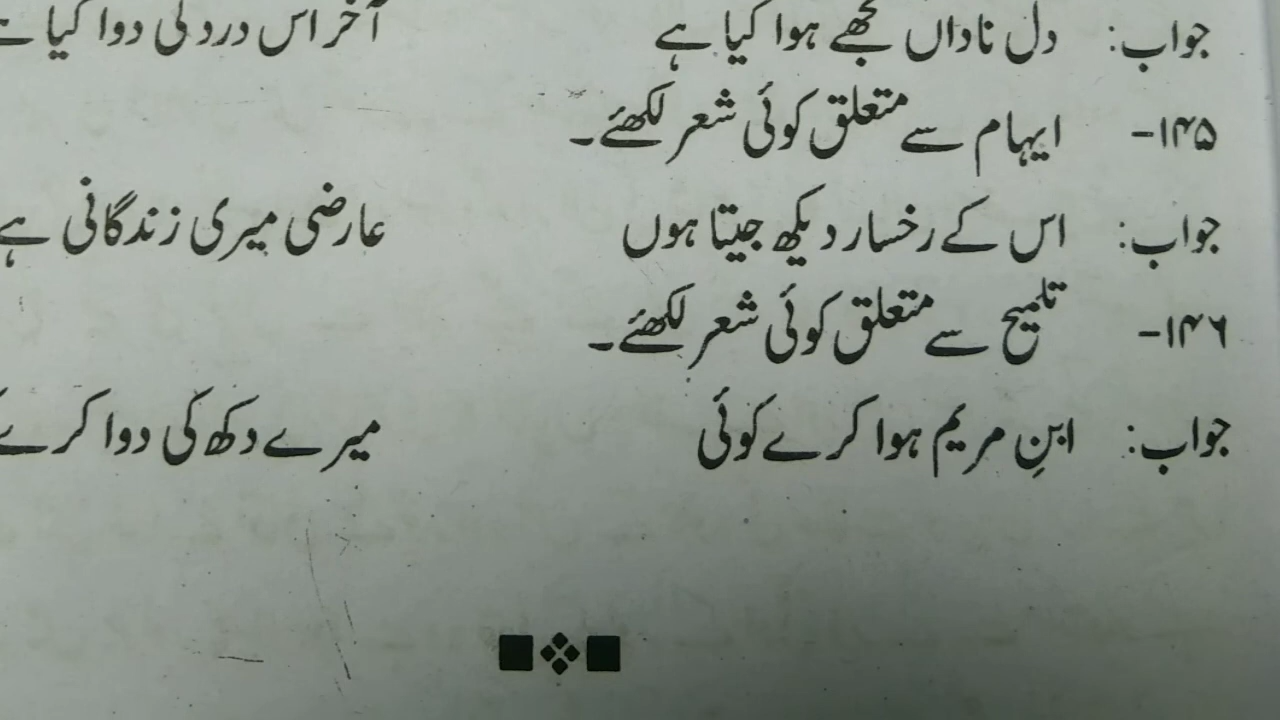 جواب: دل ناداں تجھے ہوا کیا ہے آخر اس درد کی دوا کیا
۱۴۵- ایہام سے متعلق کوئی شعر لکھئے۔
جواب: اس کے رخسار دیکھ جیتا ہوں عارضی میری زندگانی ہے
۱۴۶- تلمیح سے متعلق کوئی شعر لکھئے۔
جواب: ابنِ مریم ہوا کرے کوئی میرے دکھ کی دوا کرے